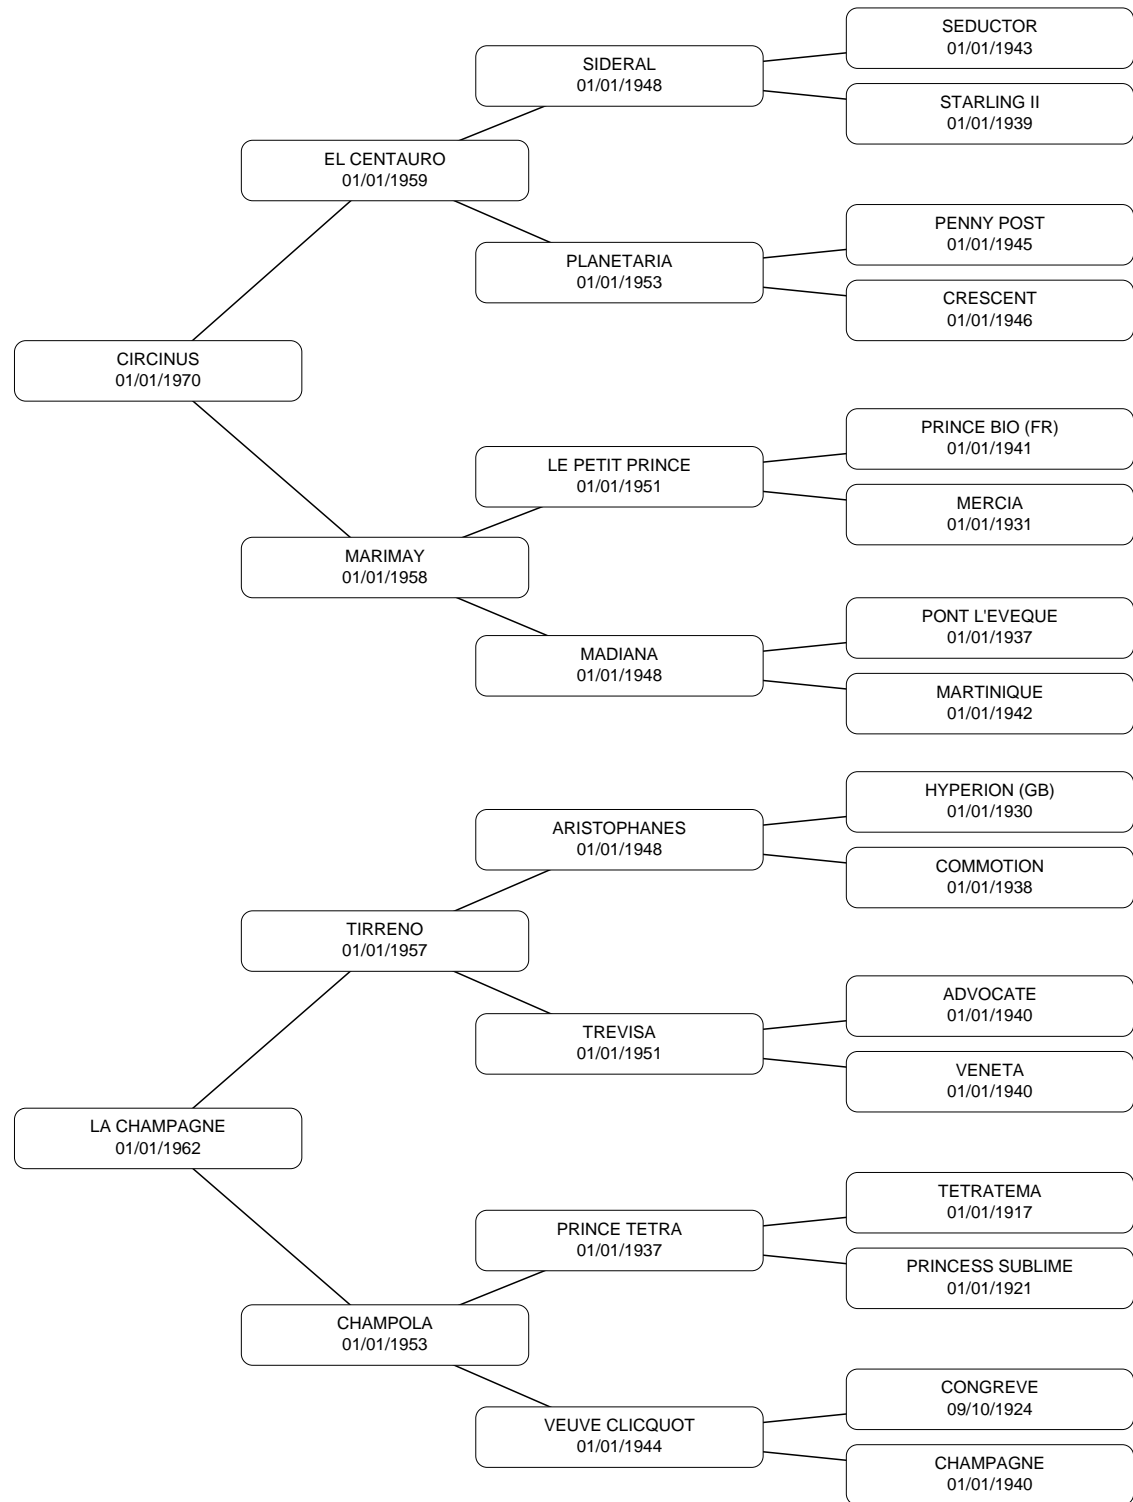 SEDUCTOR
01/01/1943
SIDERAL
01/01/1948
STARLING II
01/01/1939
EL CENTAURO
01/01/1959
PENNY POST
01/01/1945
PLANETARIA
01/01/1953
CRESCENT
01/01/1946
CIRCINUS
01/01/1970
PRINCE BIO (FR)
01/01/1941
LE PETIT PRINCE
01/01/1951
MERCIA
01/01/1931
MARIMAY
01/01/1958
PONT L'EVEQUE
01/01/1937
MADIANA
01/01/1948
MARTINIQUE
01/01/1942
HYPERION (GB)
01/01/1930
ARISTOPHANES
01/01/1948
COMMOTION
01/01/1938
TIRRENO
01/01/1957
ADVOCATE
01/01/1940
TREVISA
01/01/1951
VENETA
01/01/1940
LA CHAMPAGNE
01/01/1962
TETRATEMA
01/01/1917
PRINCE TETRA
01/01/1937
PRINCESS SUBLIME
01/01/1921
CHAMPOLA
01/01/1953
CONGREVE
09/10/1924
VEUVE CLICQUOT
01/01/1944
CHAMPAGNE
01/01/1940